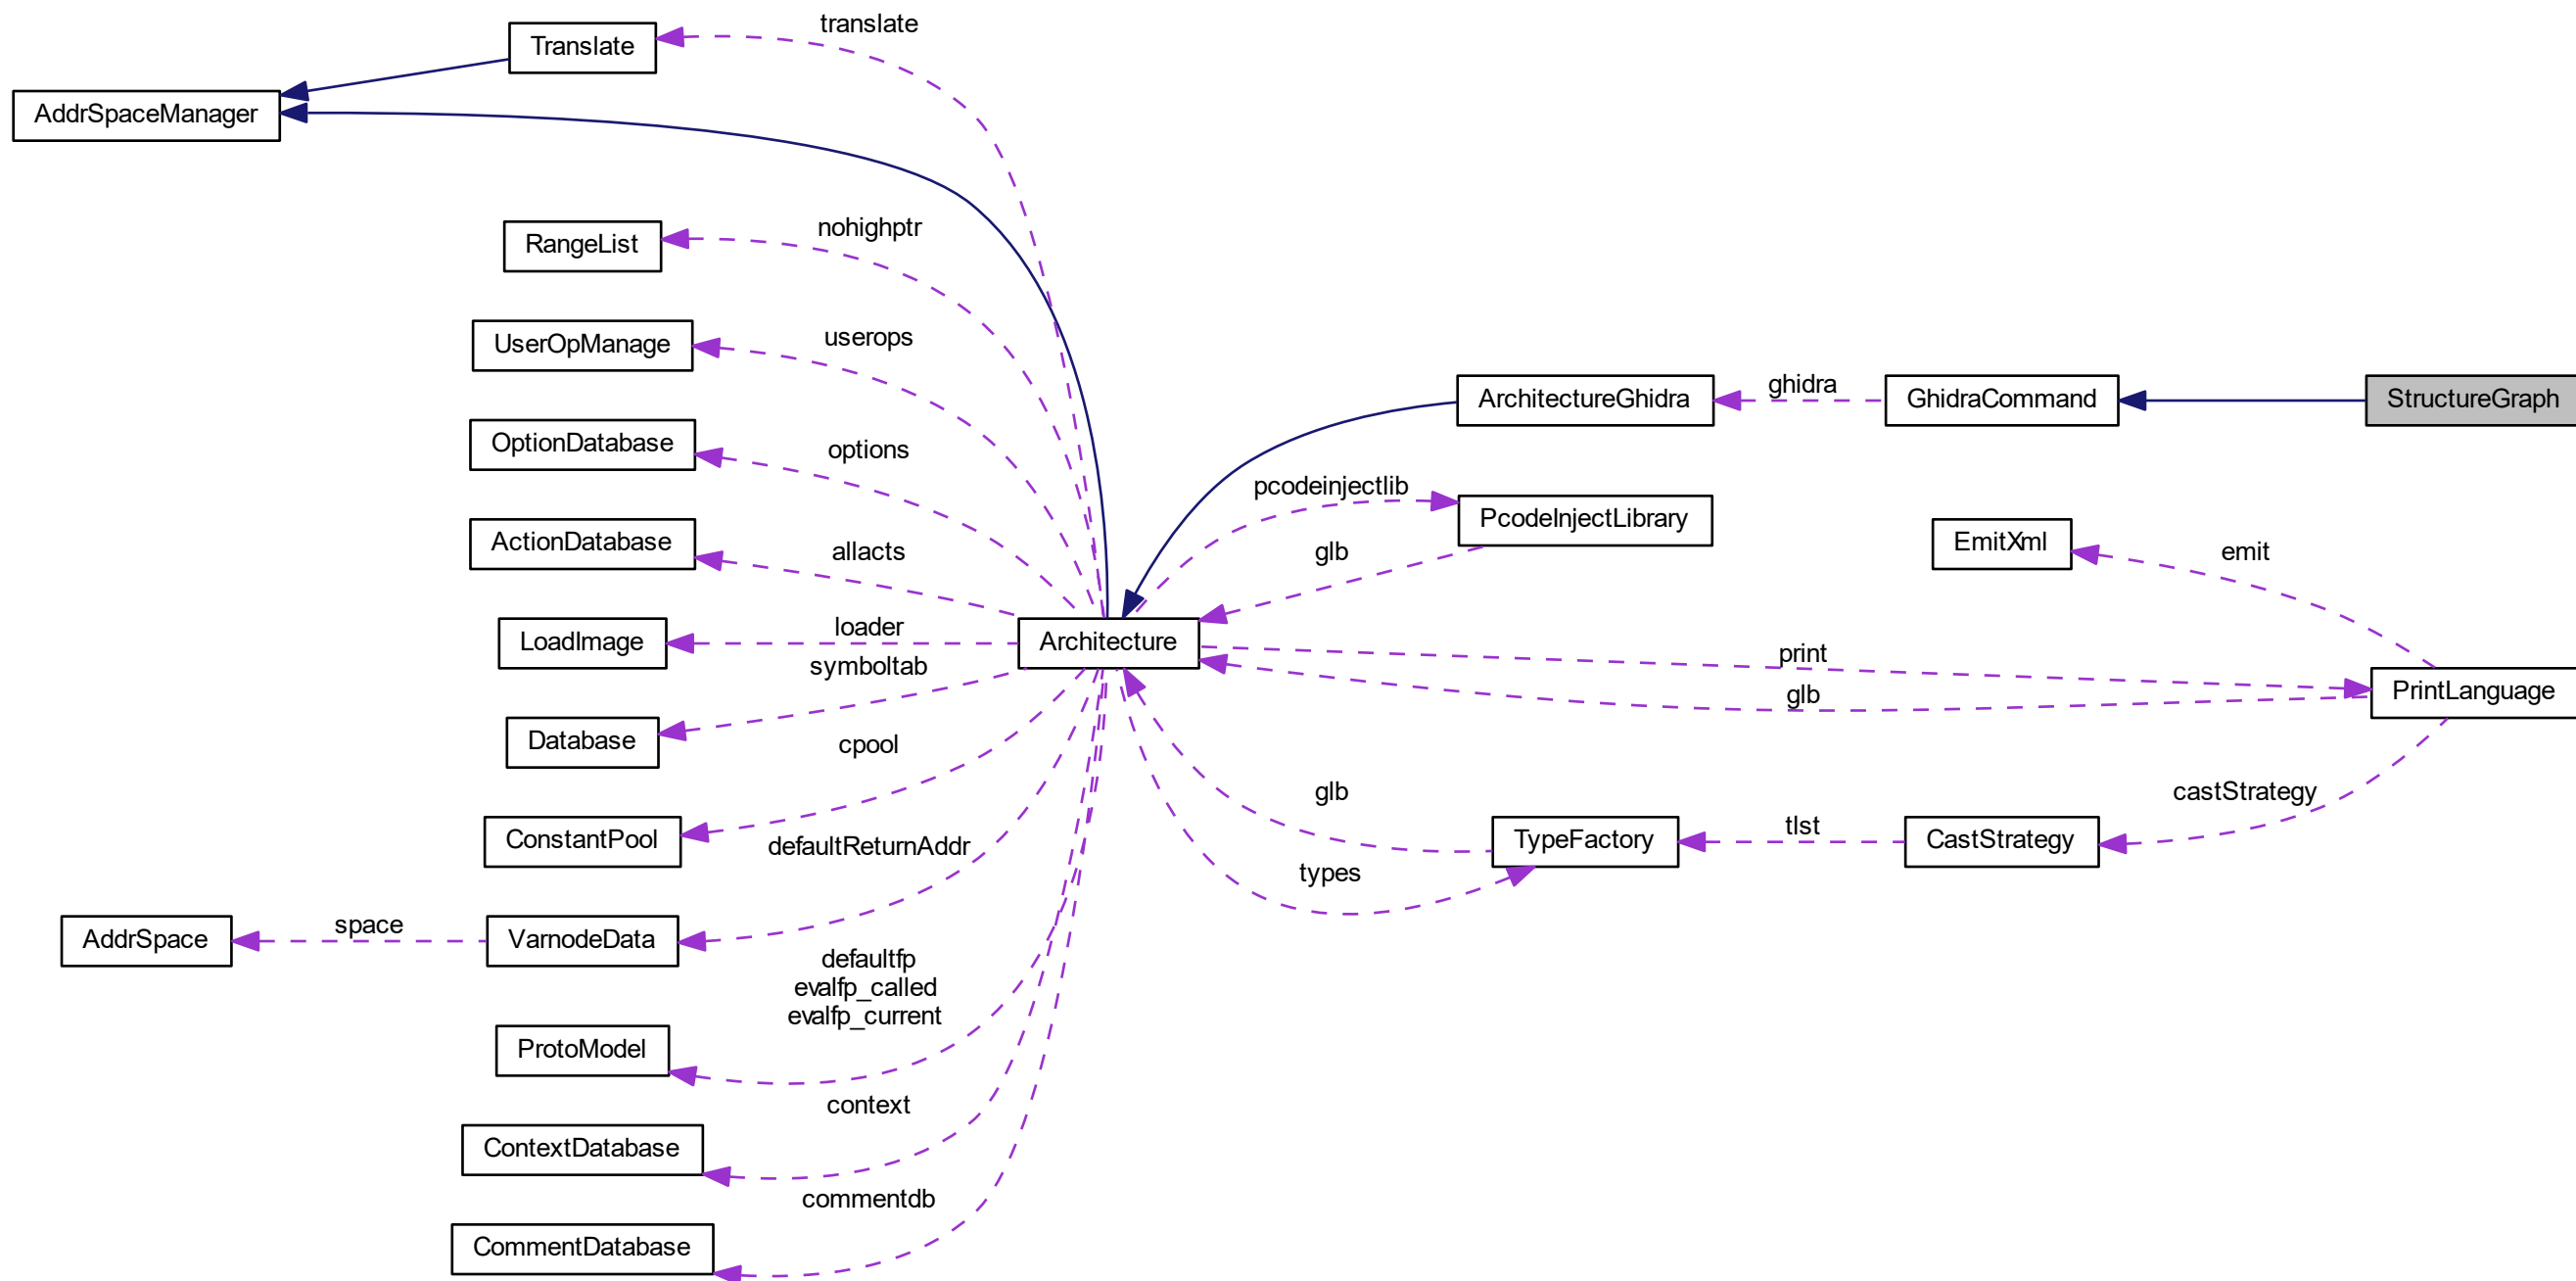 translate
Translate
AddrSpaceManager
nohighptr
RangeList
userops
UserOpManage
ghidra
ArchitectureGhidra
GhidraCommand
StructureGraph
options
OptionDatabase
pcodeinjectlib
PcodeInjectLibrary
allacts
ActionDatabase
glb
EmitXml
emit
loader
LoadImage
Architecture
symboltab
print
PrintLanguage
glb
Database
cpool
glb
castStrategy
ConstantPool
tlst
TypeFactory
CastStrategy
defaultReturnAddr
types
space
AddrSpace
VarnodeData
defaultfp
evalfp_called
evalfp_current
ProtoModel
context
ContextDatabase
commentdb
CommentDatabase